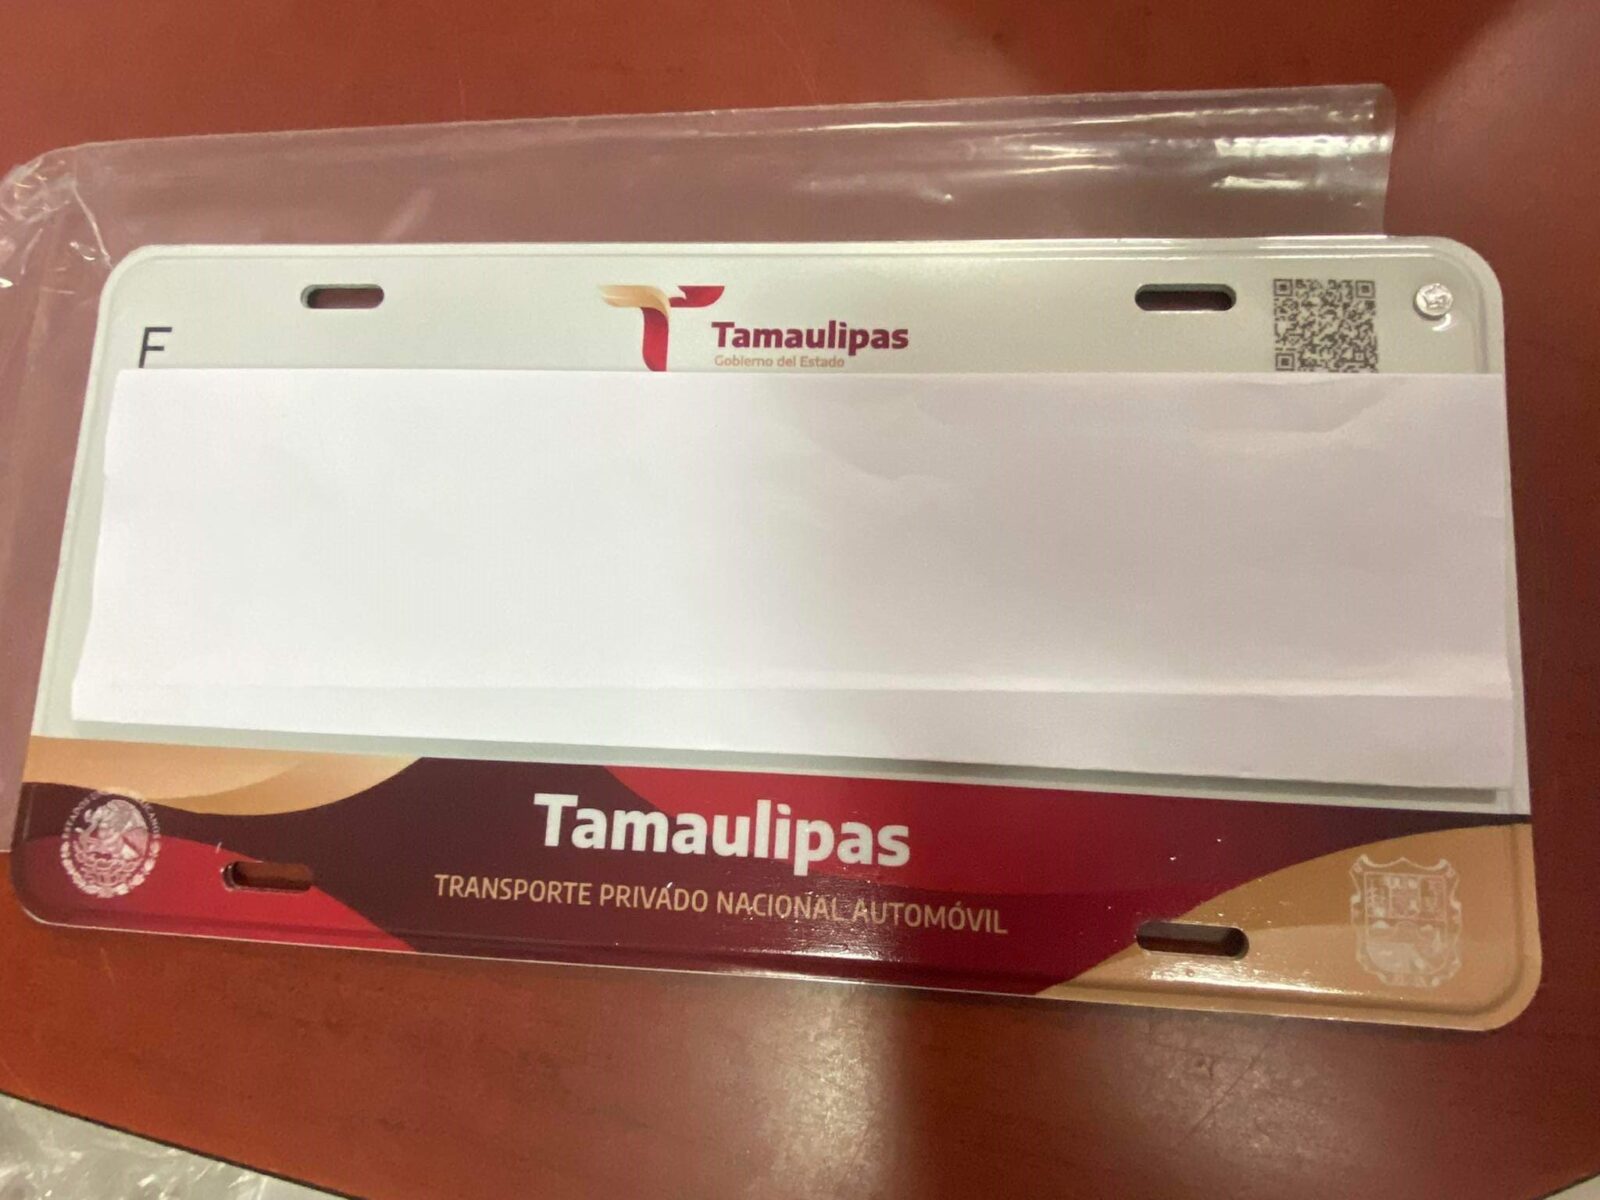 F
Tamaulipas
Gobierno del Estado
Tamaulipas
TRANSPORTE PRIVADO NACIONAL AUTOMÓVIL